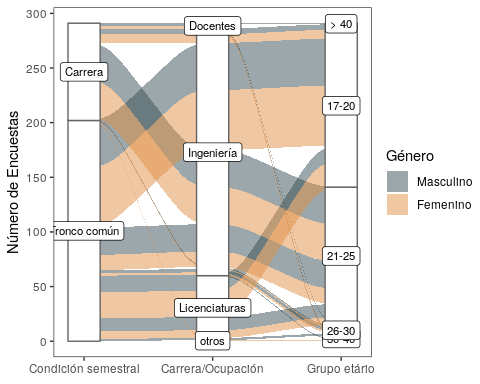 300
250
200
150
100
50
0
Número de Encuestas
Carrera
ronco común
Docentes
Ingeniería
Licenciaturas
otros
> 40
17-20
21-25
26-30
Condición semestral
Carrera/Ocupación
Grupo etário
Género
Masculino
Femenino